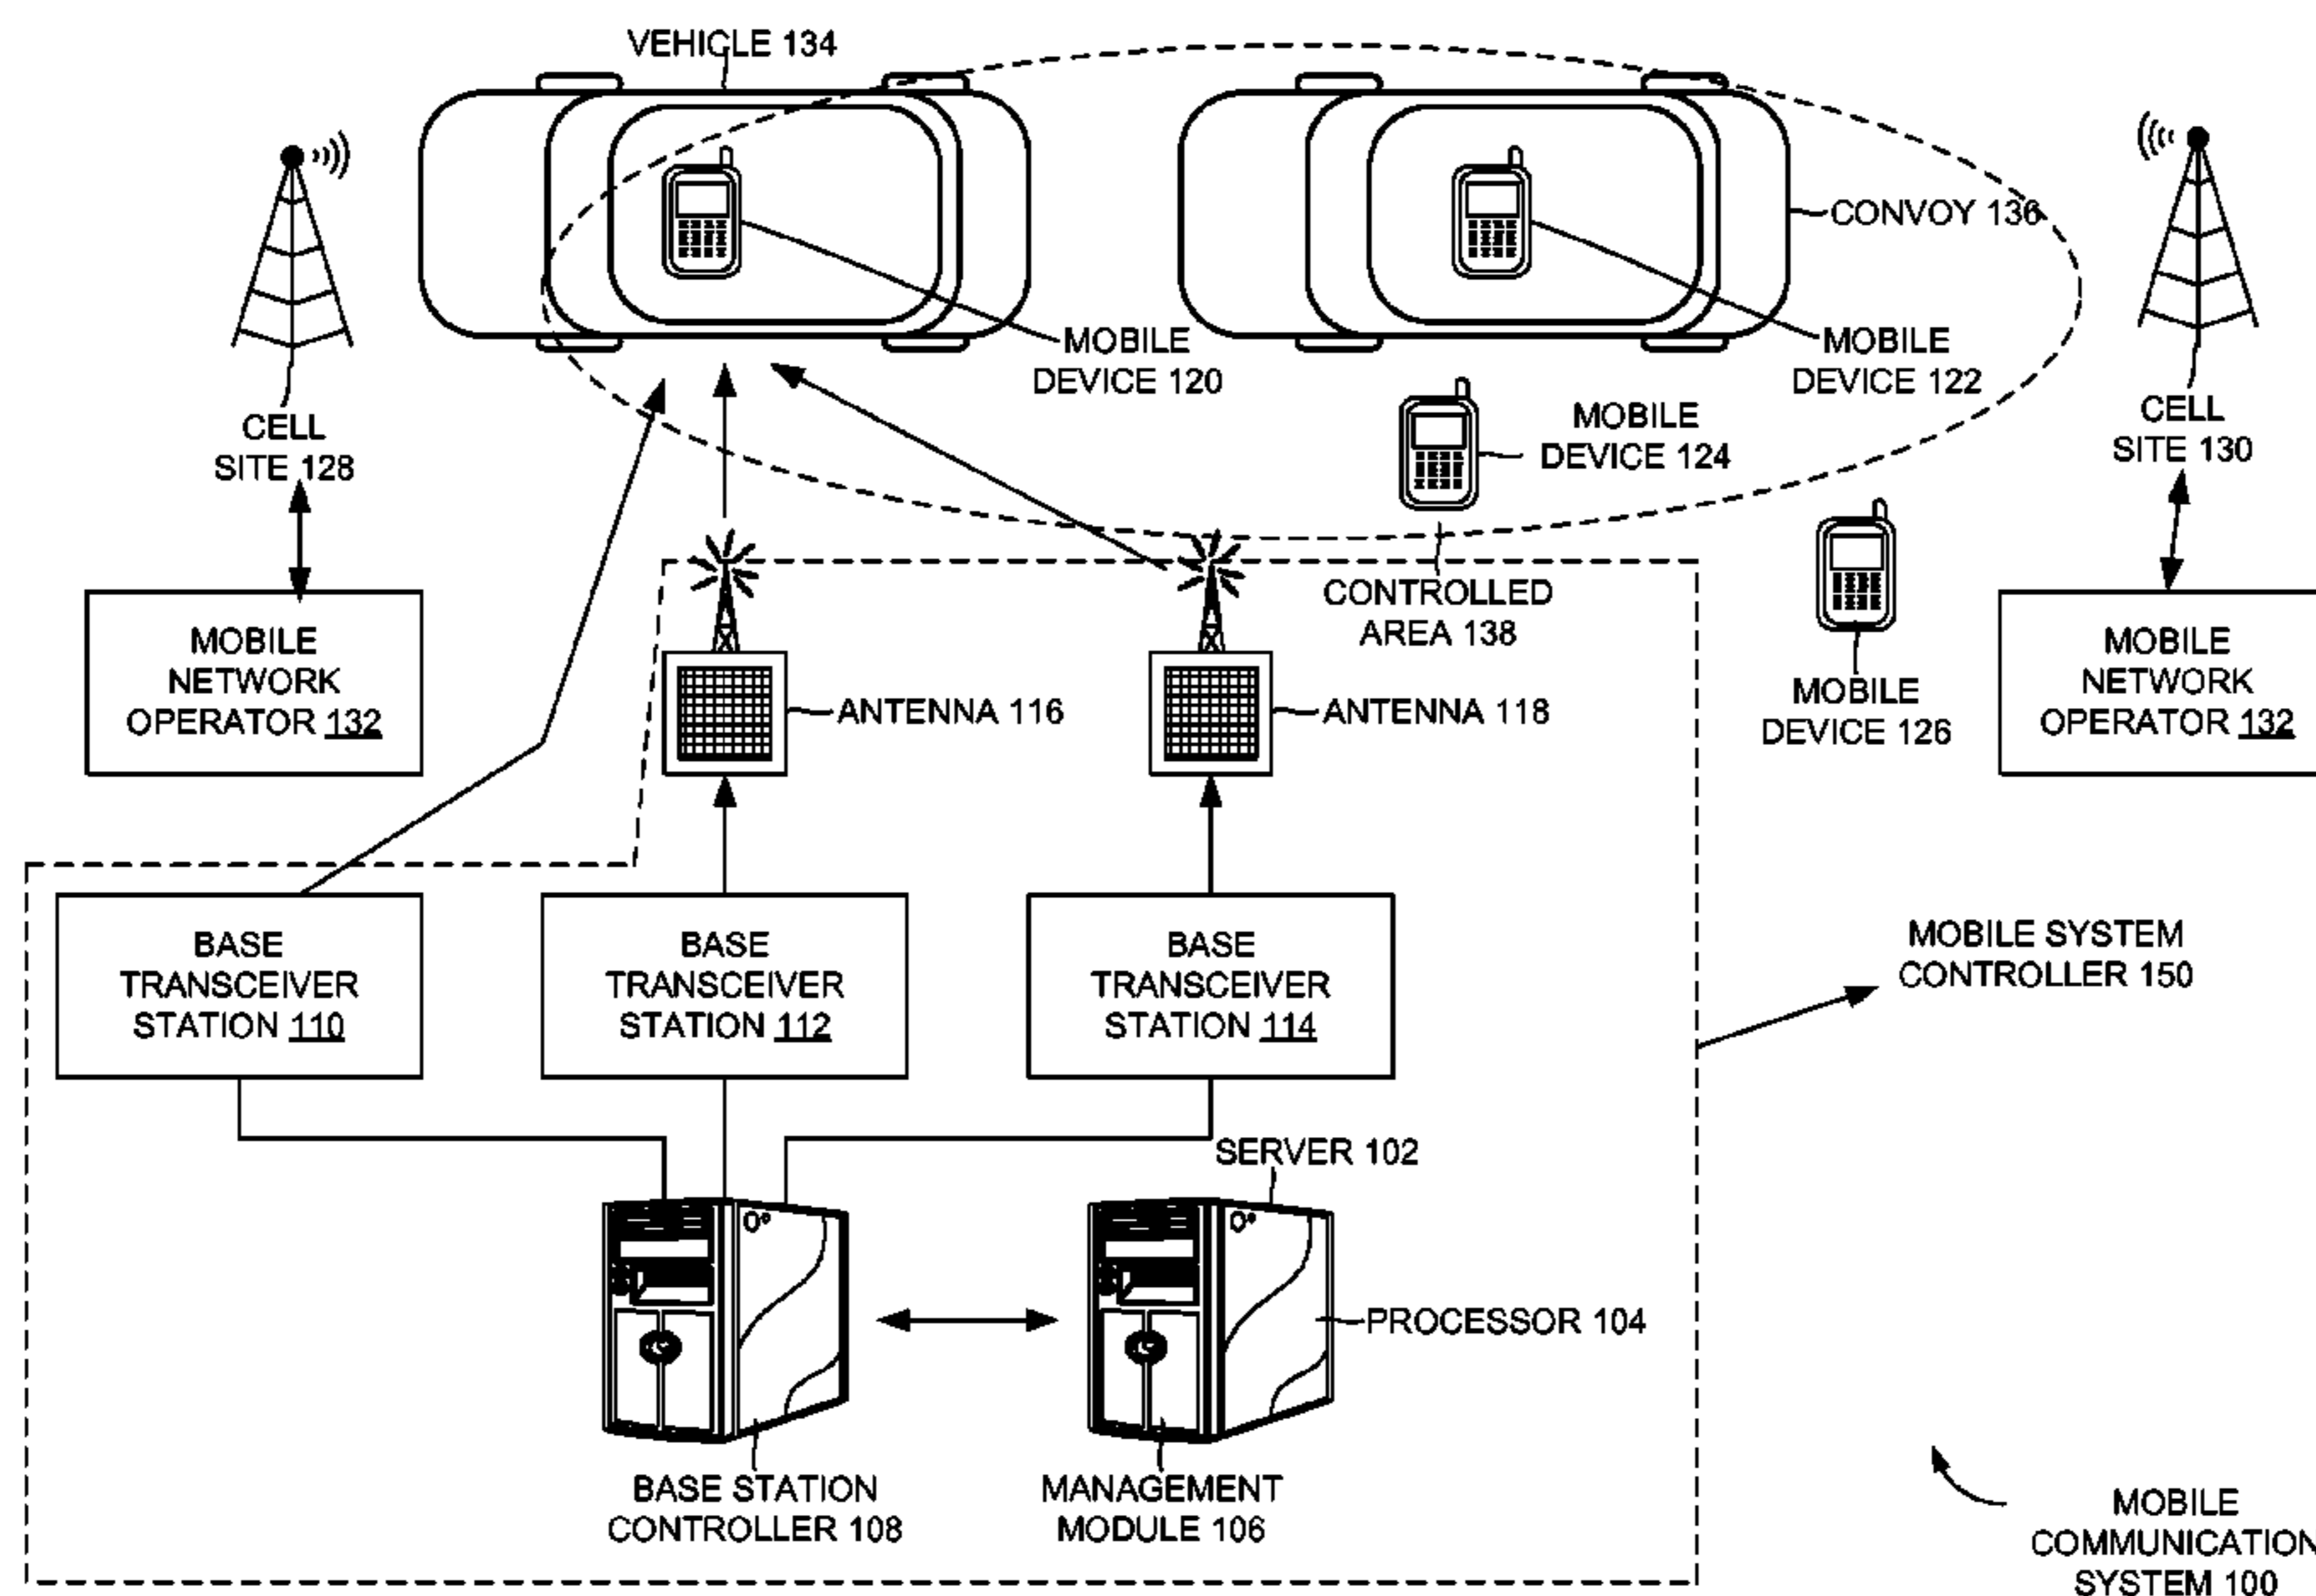 VEHICLE 134
CONVOY 136
MOBILE
DEVICE 120
MOBILE
DEVICE 122
CELL
SITE 128
MOBILE
DEVICE 124
CELL
SITE 130
CONTROLLED
AREA 138
MOBILE
NETWORK
OPERATOR 132
ANTENNA 116
ANTENNA 118
MOBILE
DEVICE 126
MOBILE
NETWORK
OPERATOR 132
BASE
TRANSCEIVER
STATION 110
BASE
TRANSCEIVER
STATION 112
BASE
TRANSCEIVER
STATION 114
MOBILE SYSTEM
CONTROLLER 150
SERVER 102
PROCESSOR 104
BASE STATION
CONTROLLER 108
MANAGEMENT
MODULE 106
MOBILE
COMMUNICATION
SYSTEM 100